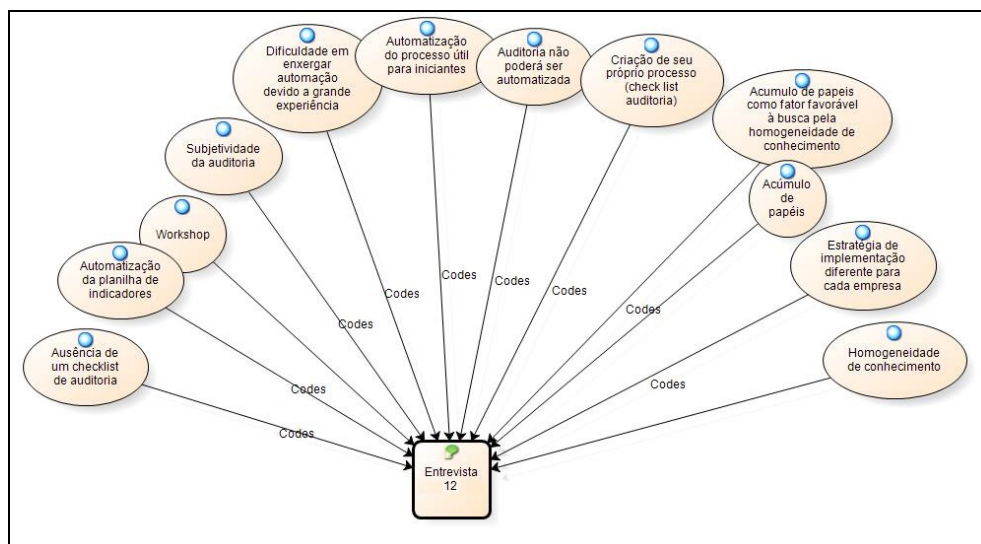 Dificuldade em
enxergar
automação
devido a grande
experiência
Automatização
do processo útil
para iniciantes
Auditoria não
poderá ser
automatizada
Criação de seu
próprio processo
(check list
auditoria)
Acumulo de papeis
como fator favorável
à busca pela
homogeneidade de
conhecimento
Subjetividade
da auditoria
Acúmulo
de
papéis
Workshop
Estratégia de
implementação
diferente para
cada empresa
Automatização
da planilha de
indicadores
Ausência de
um checklist
de auditoria
Homogeneidade
de conhecimento
Codes
Codes
Codes
Codes
Codes
Codes
Codes
Codes
Codes
Codes
Entrevista
12